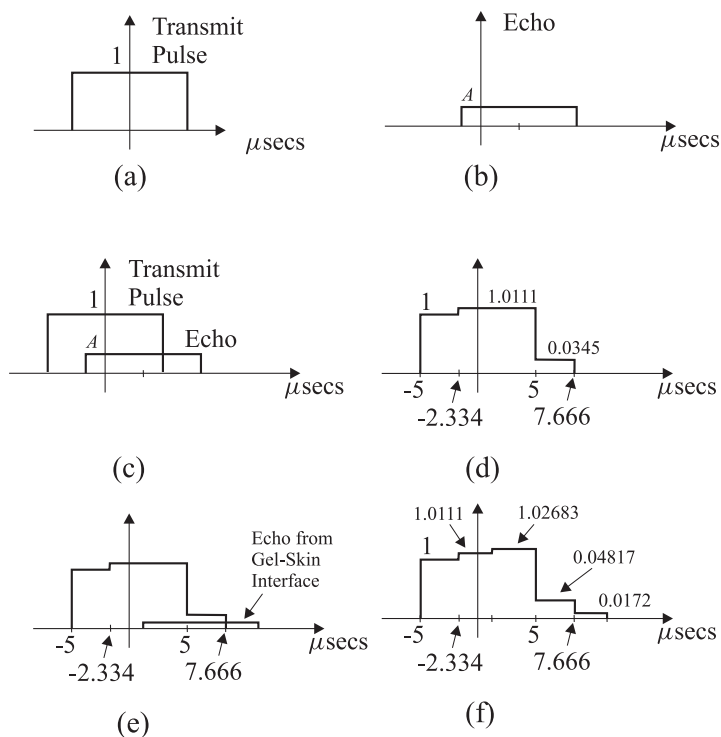 Transmit
Pulse
1
μsecs
(a)
Echo
A
μsecs
(b)
Transmit
Pulse
1
A
Echo
μsecs
(c)
1
1.0111
0.0345
-5
5
μsecs
-2.334
7.666
(d)
Echo from
Gel-Skin
Interface
-5
5
μsecs
-2.334
7.666
(e)
1.0111
1.02683
1
0.04817
0.0172
-5
5
μsecs
-2.334
7.666
(f)